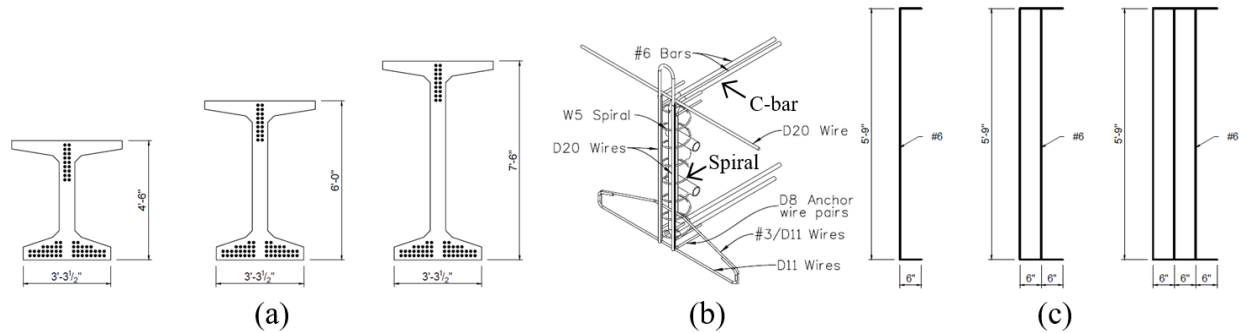 4'-6"
3'-3 1/2"
6'-0"
3'-3 1/2"
7'-6"
3'-3 1/2"
(a)
#6 Bars
C-bar
W5 Spiral
D20 Wire
D20 Wires
Spiral
D8 Anchor
wire pairs
#3/D11 Wires
D11 Wires
(b)
5'-9"
#6
6"
5'-9"
#6
6" 6"
5'-9"
#6
6" 6" 6"
(c)